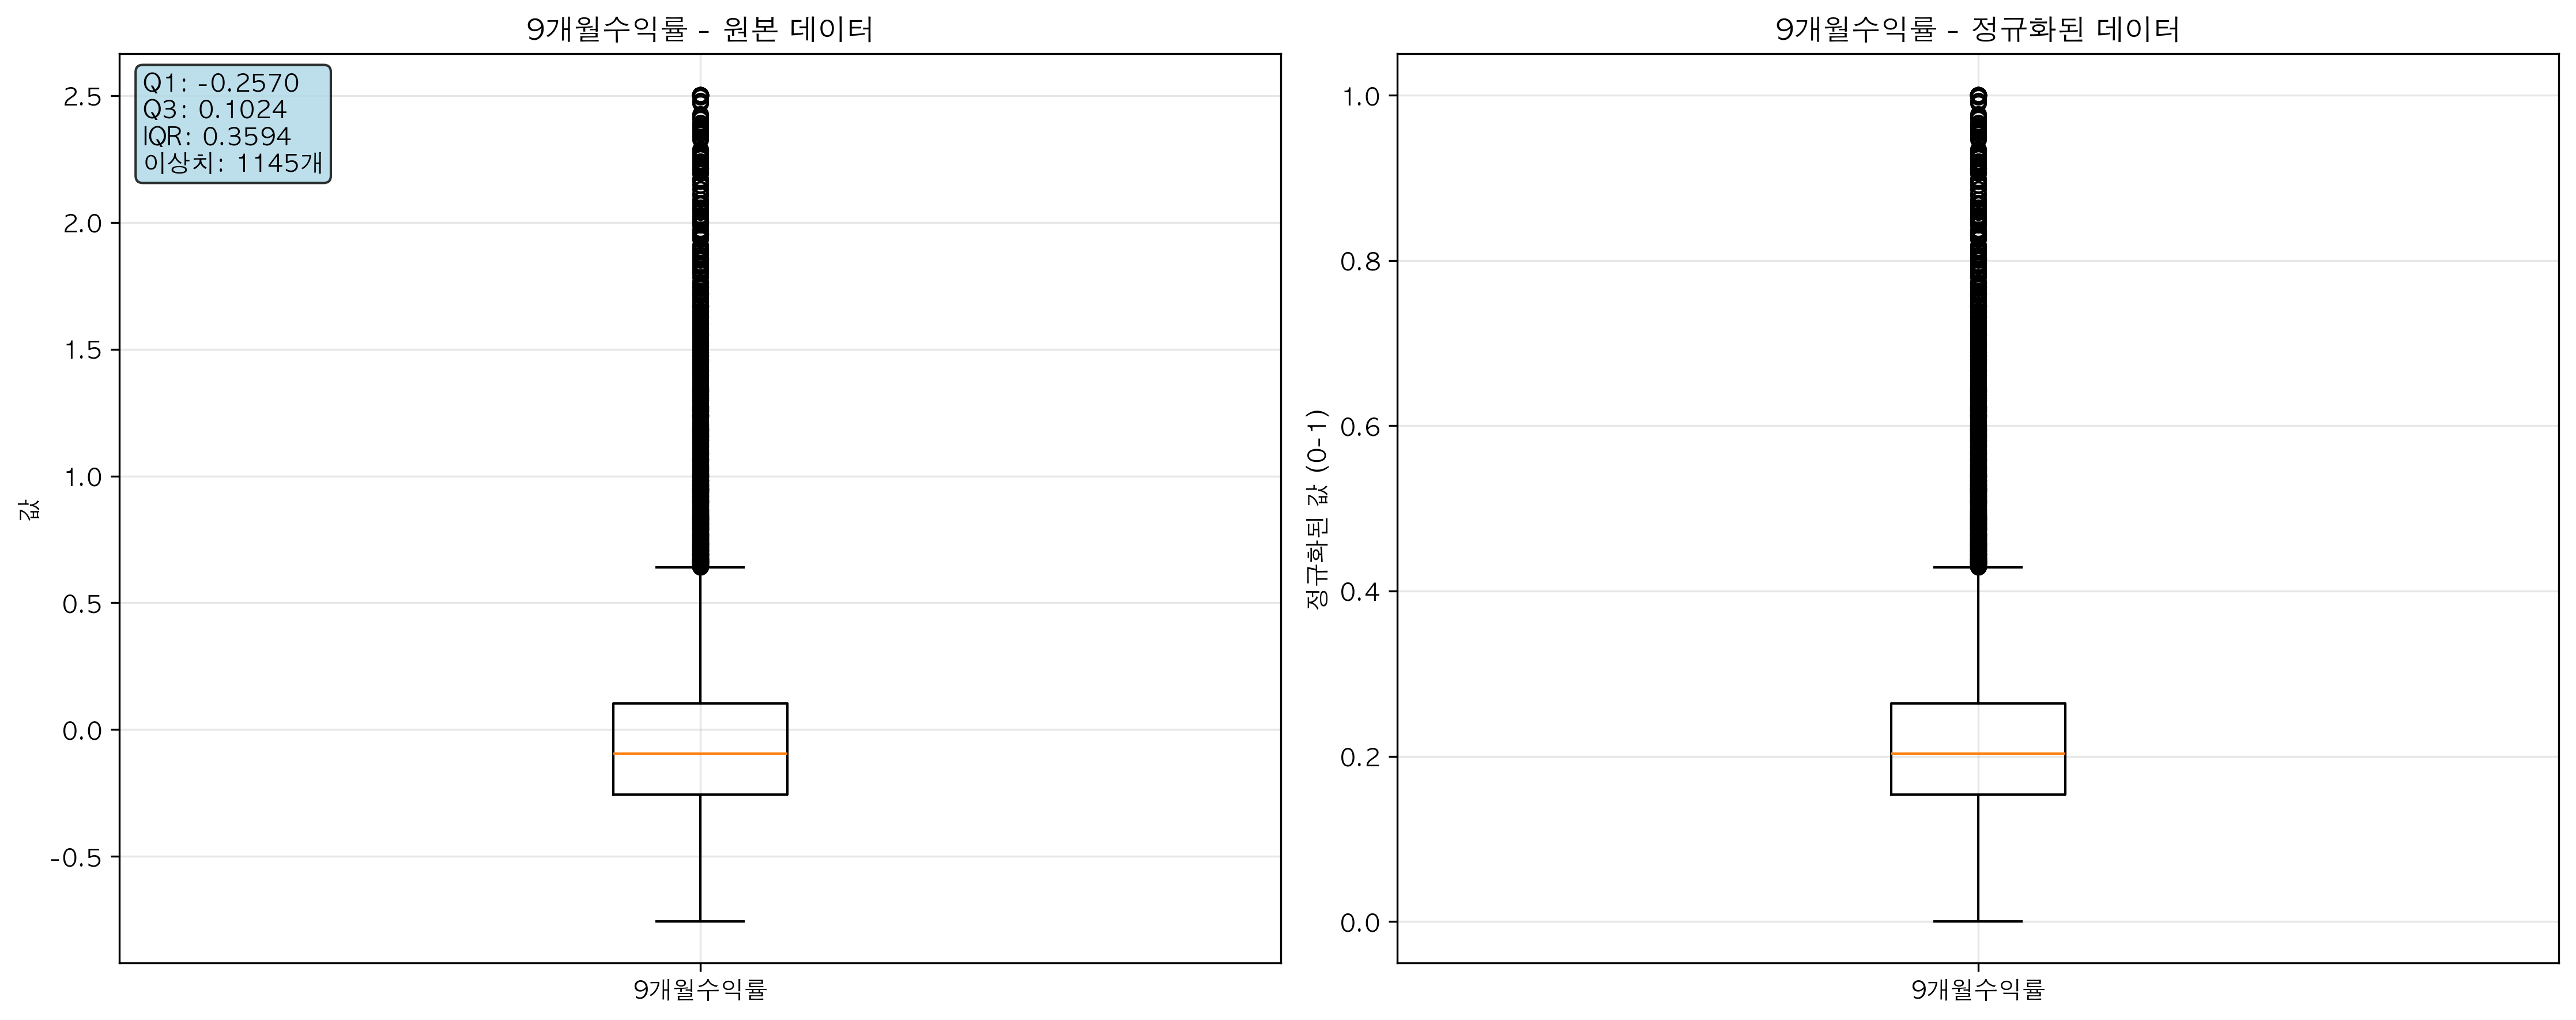 9개월수익률 - 원본 데이터
Q1: -0.2570
Q3: 0.1024
IQR: 0.3594
이상치: 1145개
2.5
2.0
1.5
1.0
0.5
0.0
-0.5
값
9개월수익률
9개월수익률 - 정규화된 데이터
1.0
0.8
0.6
0.4
0.2
0.0
정규화된 값 (0-1)
9개월수익률